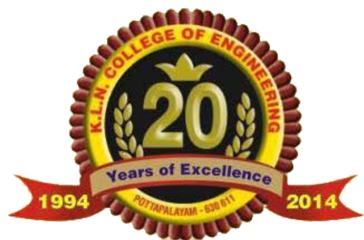 K.L.N. COLLEGE OF ENGINEERING
20
Years of Excellence
1994
2014
POTTAPALAYAM - 630 611